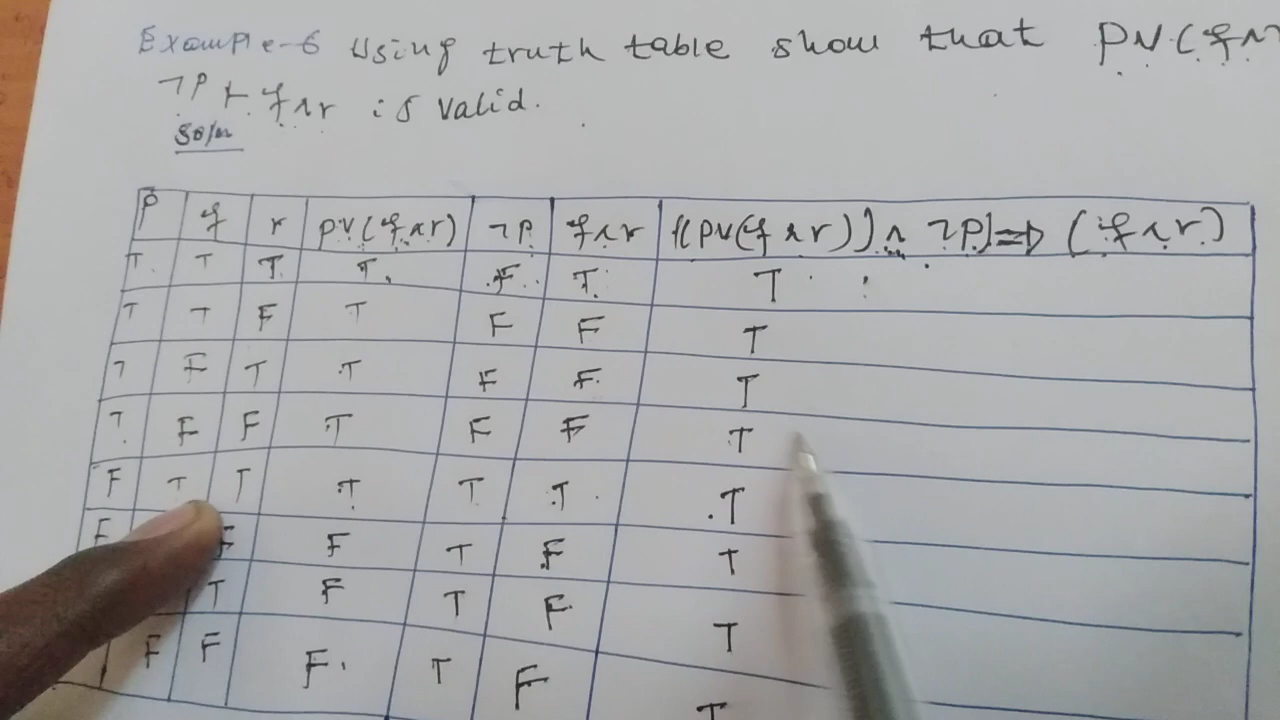 Example-6 Using truth table show that P∨(q∧
¬P ⊢ q∧r is valid.
Soln
P q r P∨(q∧r) ¬P q∧r [(P∨(q∧r))∧ ¬P]⇒(q∧r)
T T T T F T T
T T F T F F T
T F T T F F T
T F F T F F T
F T T T T T T
F F F T F T
T F T F T
F F F T F T